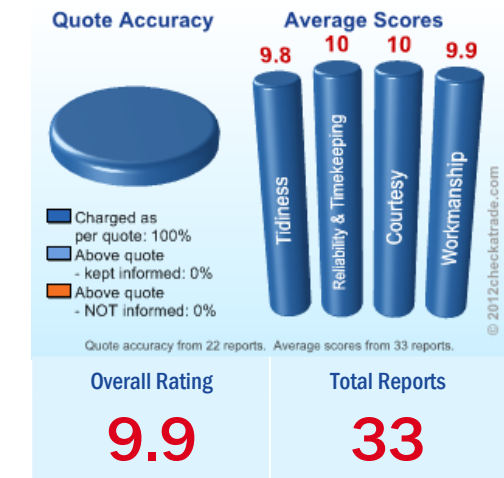 Quote Accuracy
Average Scores
9.8
10
10
9.9
Tidiness
Reliability & Timekeeping
Courtesy
Workmanship
Charged as
per quote: 100%
Above quote
- kept informed: 0%
Above quote
- NOT informed: 0%
© 2012checkatrade.com
Quote accuracy from 22 reports. Average scores from 33 reports.
Overall Rating
Total Reports
9.9
33